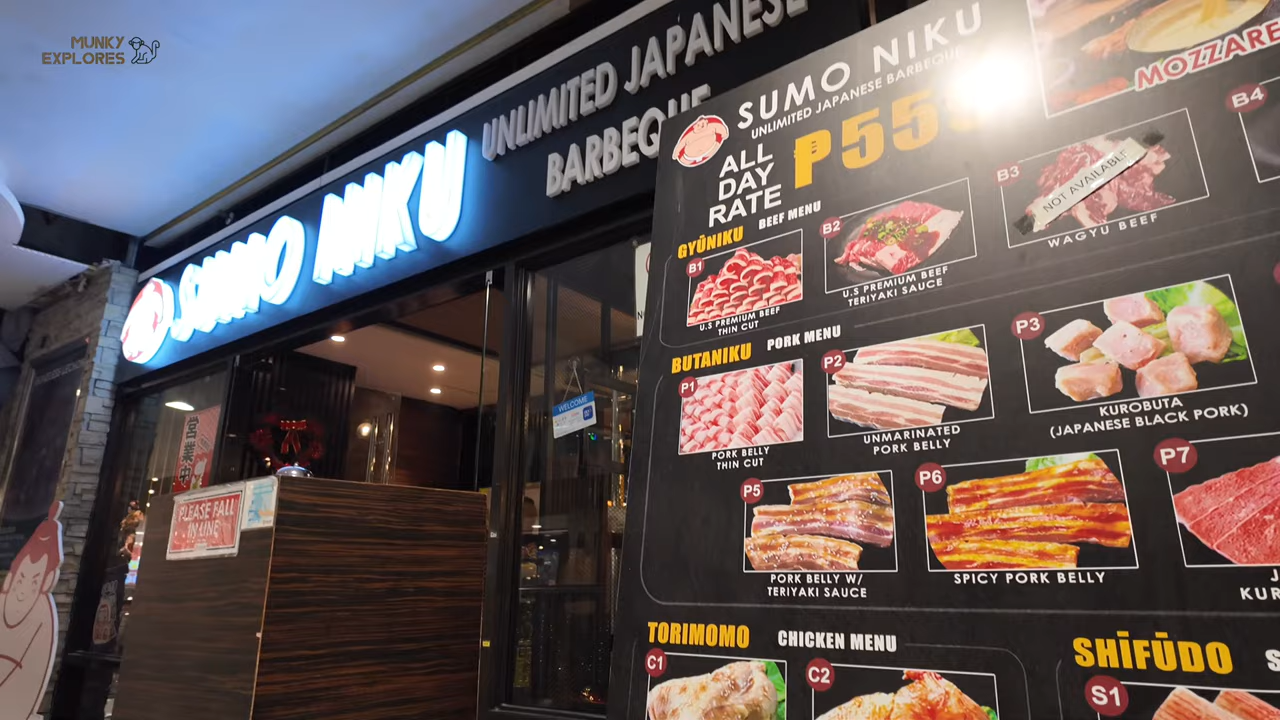 MUNKY
EXPLORES
SUMO NIKU
UNLIMITED JAPANESE
BARBEQUE
WELCOME
PLEASE FALL
IN LINE
SUMO NIKU
UNLIMITED JAPANESE BARBEQUE
ALL
DAY
RATE
₱55
MOZZARE
GYŪNIKU BEEF MENU
B1
U.S PREMIUM BEEF
THIN CUT
B2
U.S PREMIUM BEEF
TERIYAKI SAUCE
B3
NOT AVAILABLE
WAGYU BEEF
B4
BUTANIKU PORK MENU
P1
PORK BELLY
THIN CUT
P2
UNMARINATED
PORK BELLY
P3
KUROBUTA
(JAPANESE BLACK PORK)
P5
PORK BELLY W/
TERIYAKI SAUCE
P6
SPICY PORK BELLY
P7
J
KUR
TORIMOMO CHICKEN MENU
C1
C2
SHĪFŪDO S
S1